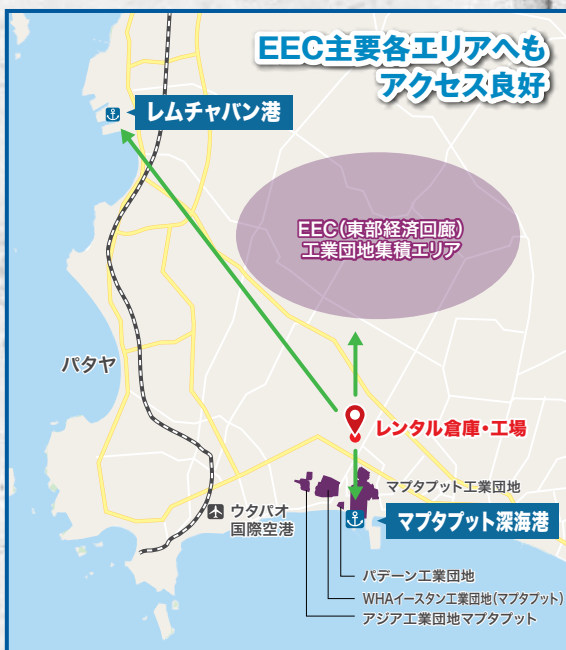 EEC主要各エリアへも
アクセス良好
レムチャバン港
EEC(東部経済回廊)
工業団地集積エリア
パタヤ
レンタル倉庫・工場
マプタプット工業団地
ウタパオ
国際空港
マプタプット深海港
パデーン工業団地
WHAイースタン工業団地(マプタプット)
アジア工業団地マプタプット